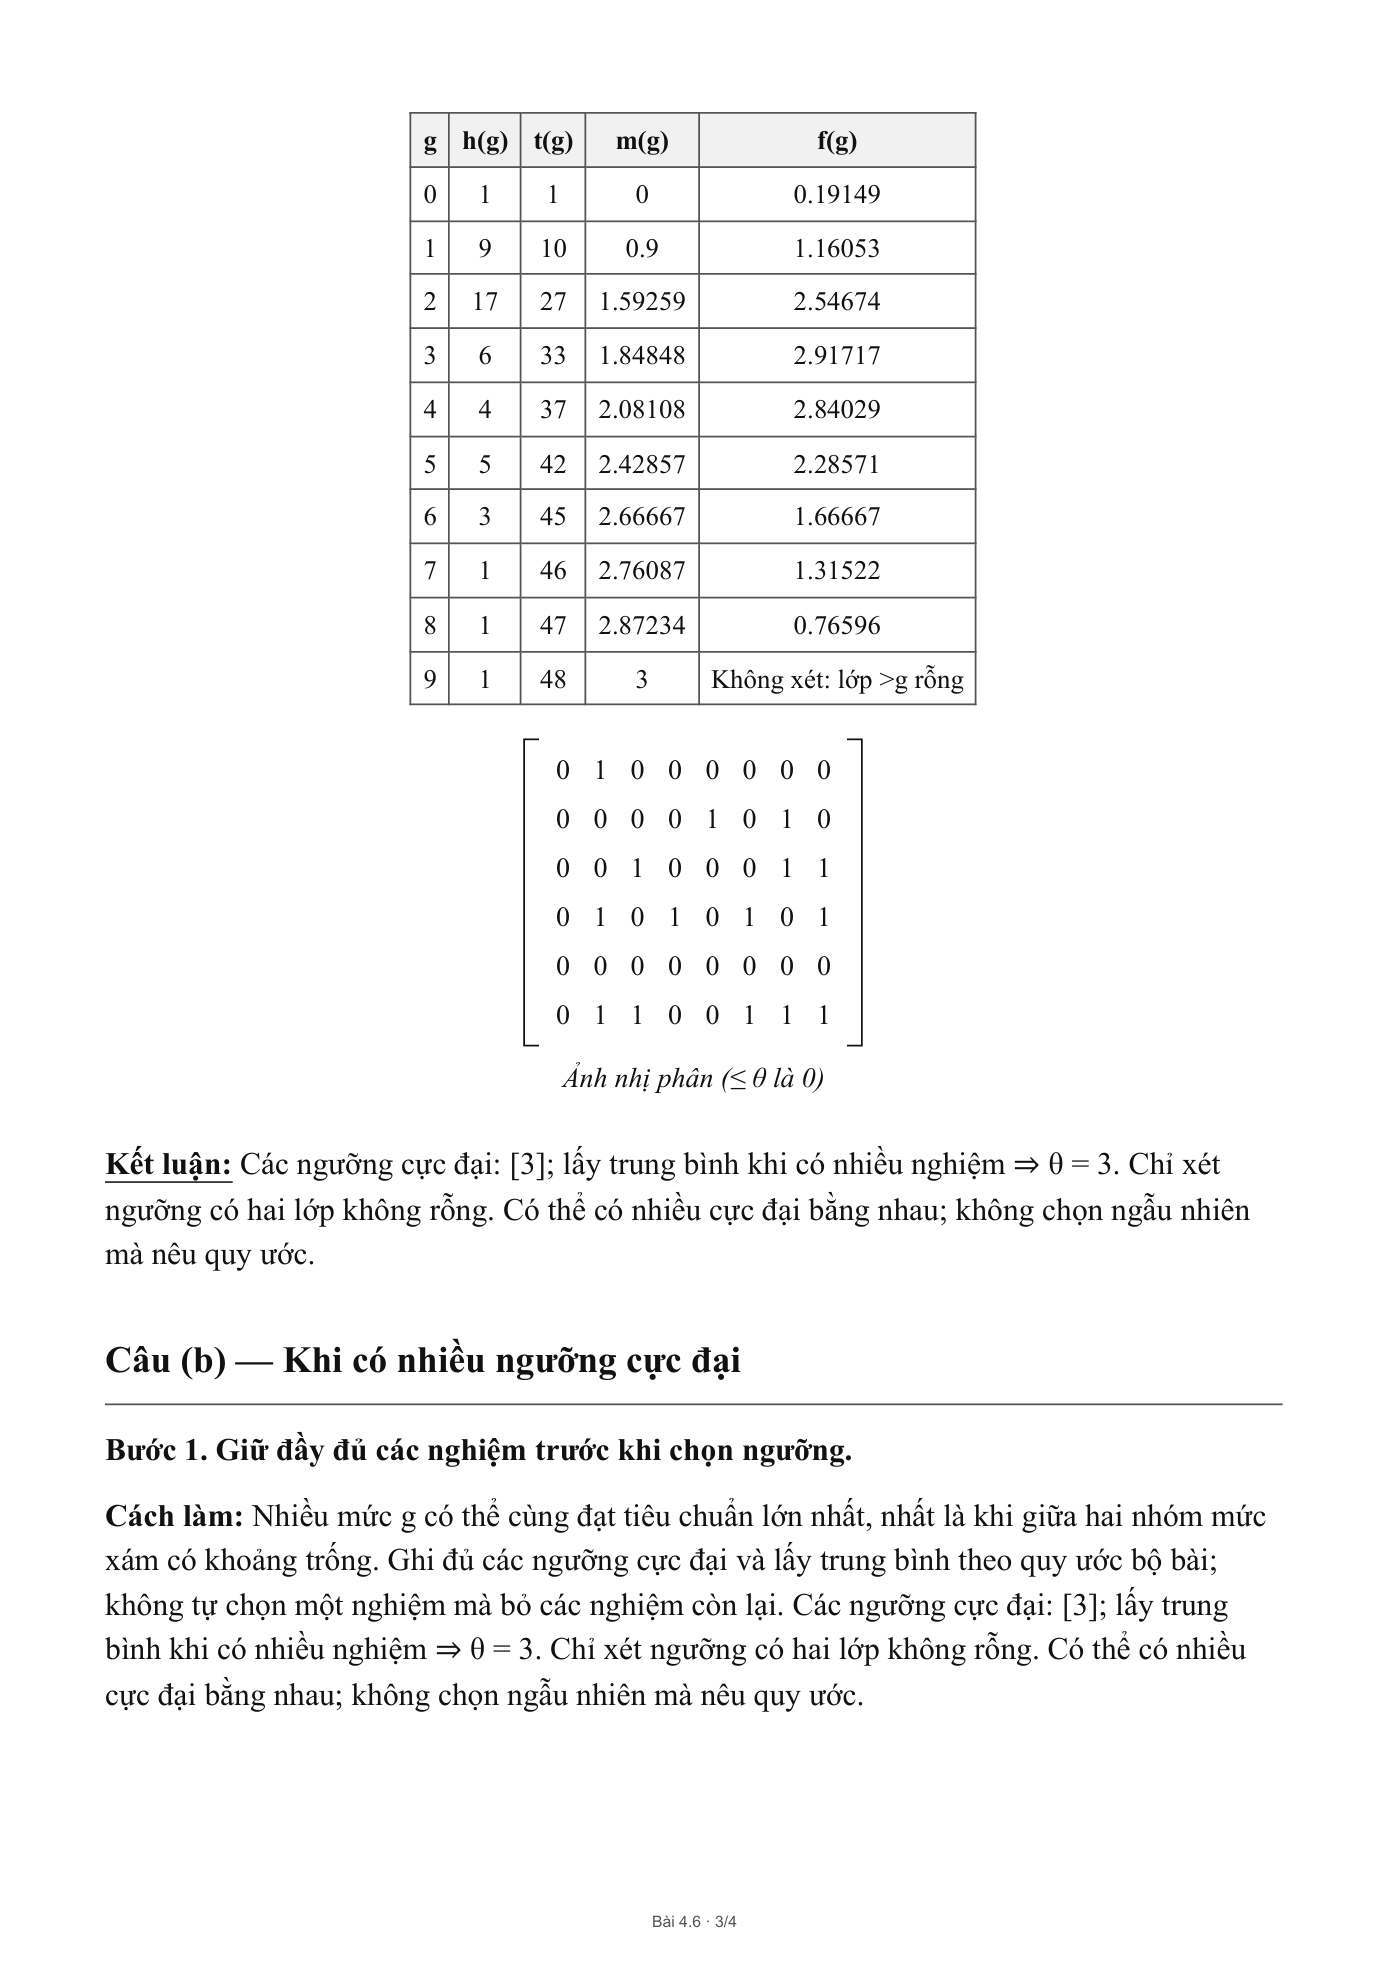 g h(g) t(g) m(g) f(g)
0 1 1 0 0.19149
1 9 10 0.9 1.16053
2 17 27 1.59259 2.54674
3 6 33 1.84848 2.91717
4 4 37 2.08108 2.84029
5 5 42 2.42857 2.28571
6 3 45 2.66667 1.66667
7 1 46 2.76087 1.31522
8 1 47 2.87234 0.76596
9 1 48 3 Không xét: lớp >g rỗng
0 1 0 0 0 0 0 0
0 0 0 0 1 0 1 0
0 0 1 0 0 0 1 1
0 1 0 1 0 1 0 1
0 0 0 0 0 0 0 0
0 1 1 0 0 1 1 1
Ảnh nhị phân (≤ θ là 0)
Kết luận: Các ngưỡng cực đại: [3]; lấy trung bình khi có nhiều nghiệm ⇒ θ = 3. Chỉ xét
ngưỡng có hai lớp không rỗng. Có thể có nhiều cực đại bằng nhau; không chọn ngẫu nhiên
mà nêu quy ước.
Câu (b) — Khi có nhiều ngưỡng cực đại
Bước 1. Giữ đầy đủ các nghiệm trước khi chọn ngưỡng.
Cách làm: Nhiều mức g có thể cùng đạt tiêu chuẩn lớn nhất, nhất là khi giữa hai nhóm mức
xám có khoảng trống. Ghi đủ các ngưỡng cực đại và lấy trung bình theo quy ước bộ bài;
không tự chọn một nghiệm mà bỏ các nghiệm còn lại. Các ngưỡng cực đại: [3]; lấy trung
bình khi có nhiều nghiệm ⇒ θ = 3. Chỉ xét ngưỡng có hai lớp không rỗng. Có thể có nhiều
cực đại bằng nhau; không chọn ngẫu nhiên mà nêu quy ước.
Bài 4.6 · 3/4